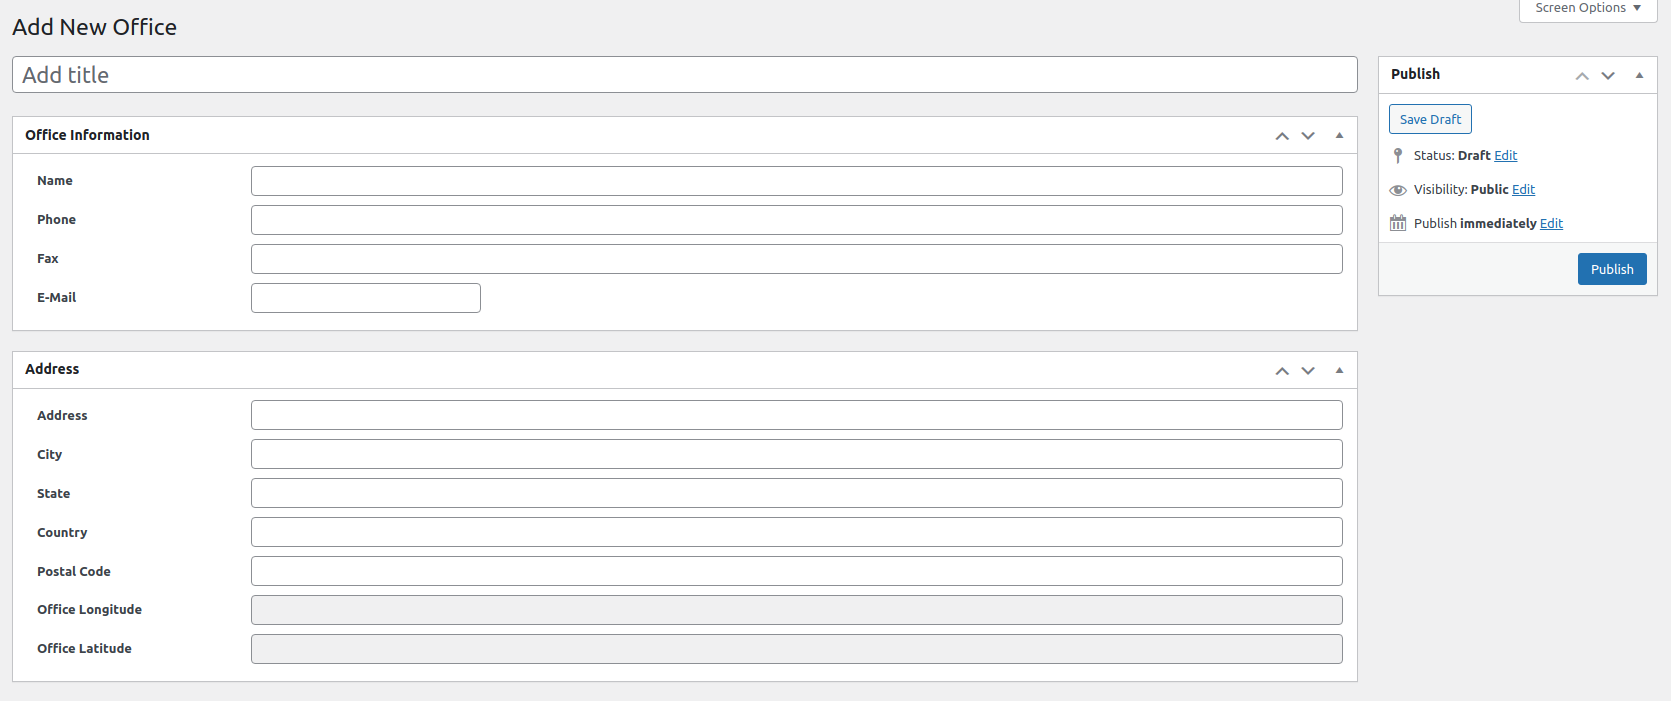 Screen Options
Add New Office
Add title
Office Information
Name
Phone
Fax
E-Mail
Address
Address
City
State
Country
Postal Code
Office Longitude
Office Latitude
Publish
Save Draft
Status: Draft Edit
Visibility: Public Edit
Publish immediately Edit
Publish